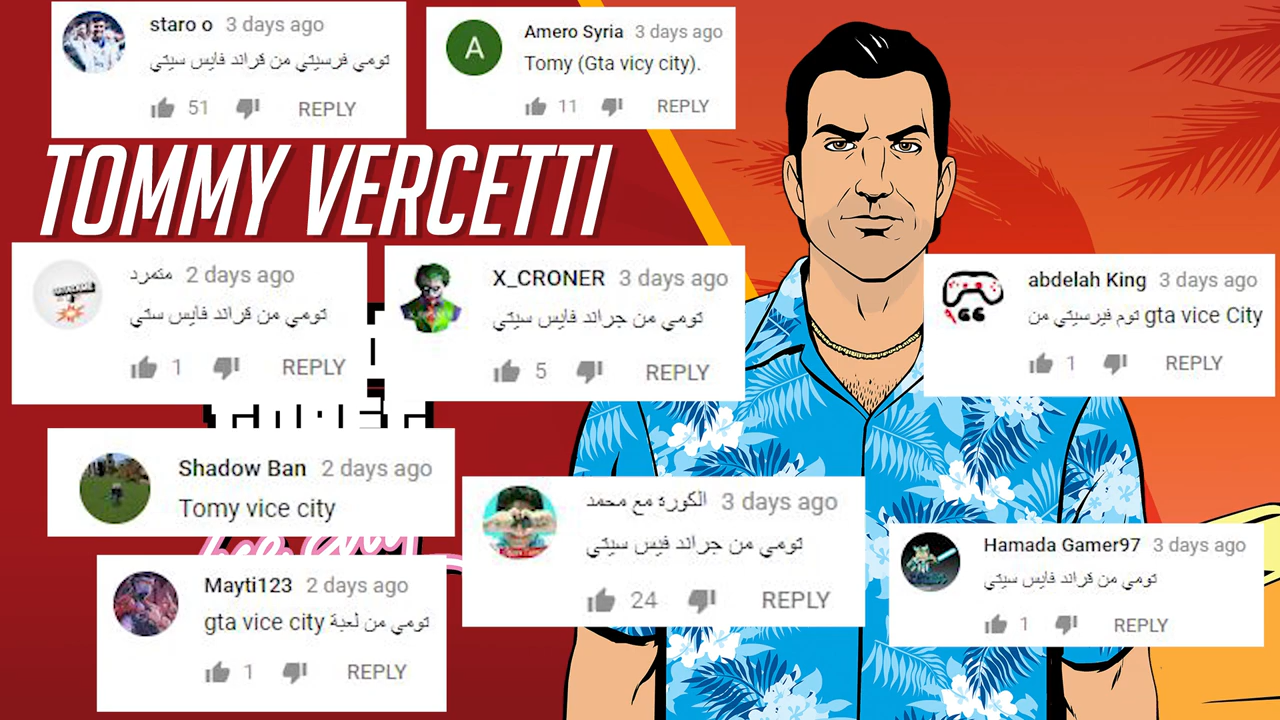 staro o 3 days ago
تومي فرسيتي من قراند فايس سيتي
51 REPLY
Amero Syria 3 days ago
Tomy (Gta vicy city).
11 REPLY
TOMMY VERCETTI
متمرد 2 days ago
تومي من قراند فايس ستي
1 REPLY
X_CRONER 3 days ago
تومي من جراند فايس سيتي
5 REPLY
abdelah King 3 days ago
توم فيرسيتي من gta vice City
1 REPLY
Shadow Ban 2 days ago
Tomy vice city
الكورة مع محمد 3 days ago
تومي من جراند فيس سيتي
24 REPLY
Hamada Gamer97 3 days ago
تومي من قراند فايس سيتي
1 REPLY
Mayti123 2 days ago
تومي من لعبة gta vice city
1 REPLY